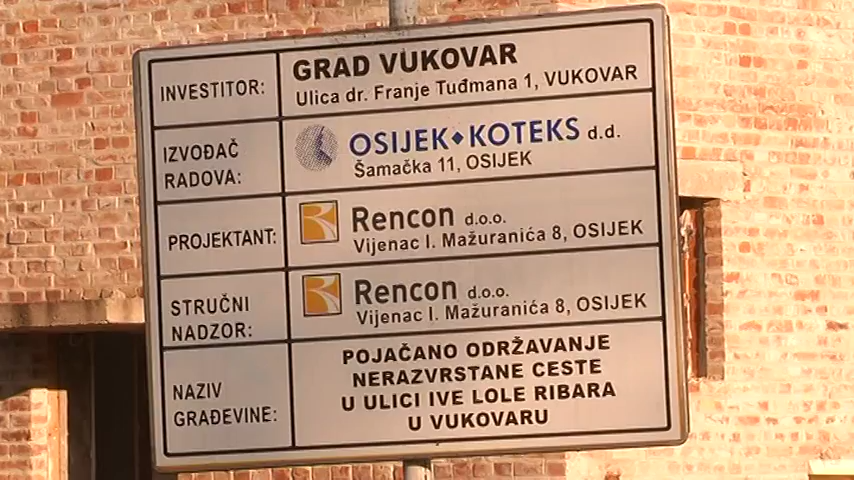 INVESTITOR:
GRAD VUKOVAR
Ulica dr. Franje Tuđmana 1, VUKOVAR
IZVOĐAČ
RADOVA:
OSIJEK◆KOTEKS d.d.
Šamačka 11, OSIJEK
PROJEKTANT:
Rencon d.o.o.
Vijenac I. Mažuranića 8, OSIJEK
STRUČNI
NADZOR:
Rencon d.o.o.
Vijenac I. Mažuranića 8, OSIJEK
NAZIV
GRAĐEVINE:
POJAČANO ODRŽAVANJE
NERAZVRSTANE CESTE
U ULICI IVE LOLE RIBARA
U VUKOVARU